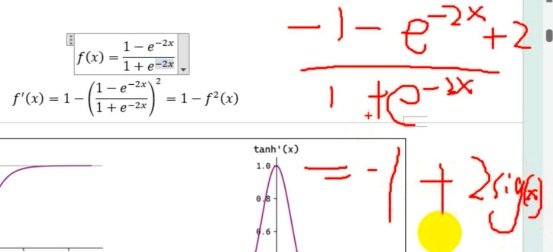 f(x) = (1 − e^{−2x}) / (1 + e^{−2x})
f′(x) = 1 − ((1 − e^{−2x}) / (1 + e^{−2x}))² = 1 − f²(x)
(−1 − e^{−2x} + 2) / (1 + e^{−2x})
= −1 + 2sig(x)
tanh'(x)
1.0
0.8
0.6